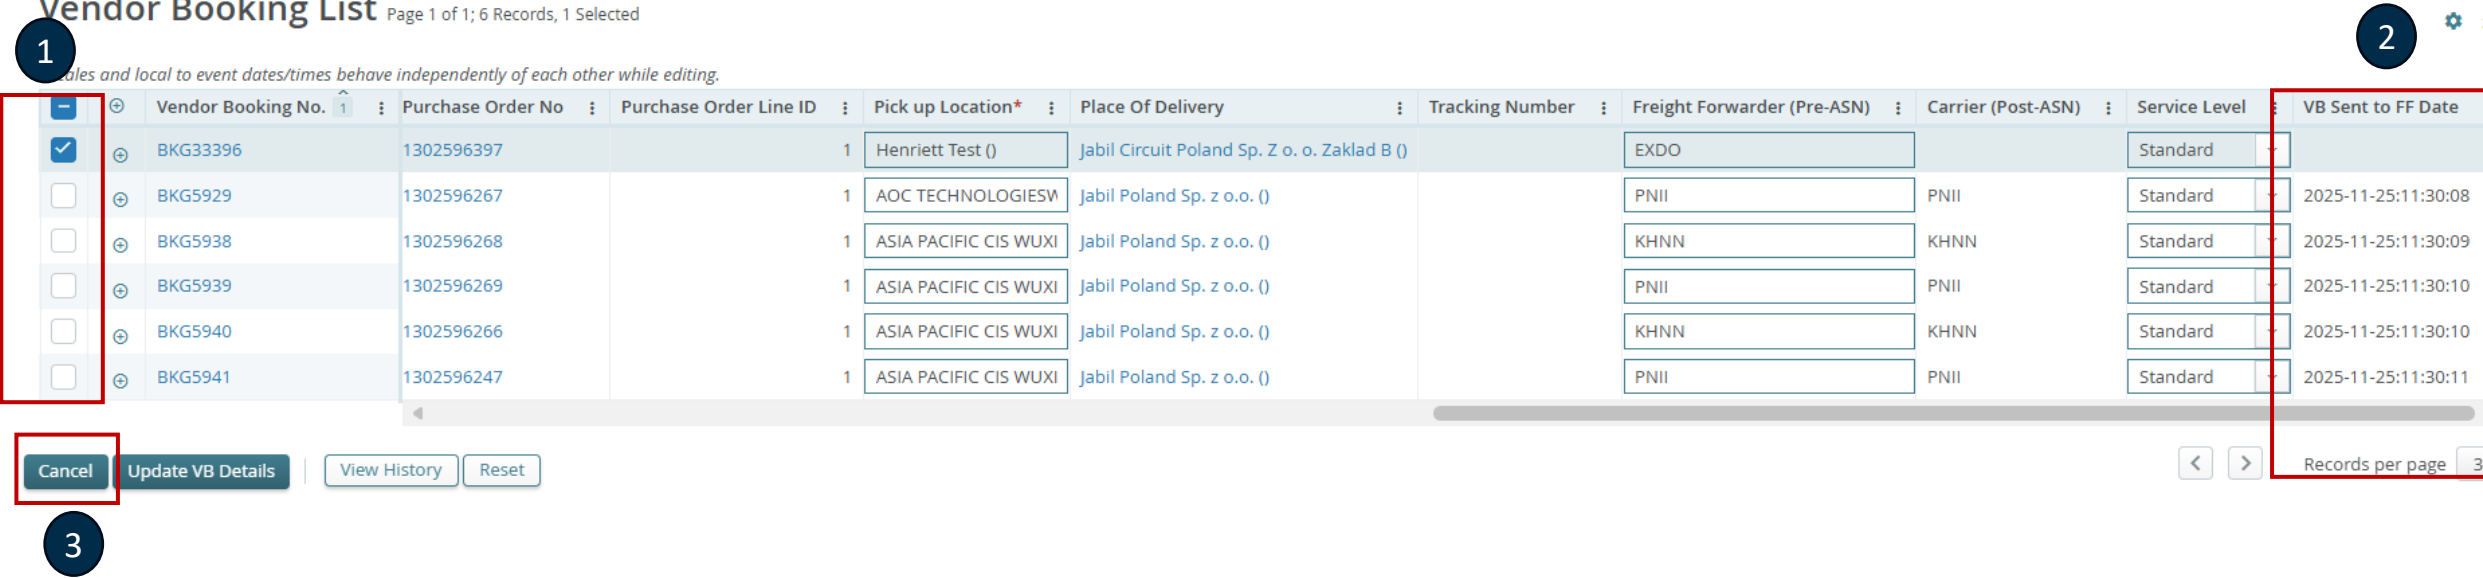 Vendor Booking List Page 1 of 1; 6 Records, 1 Selected
1
2
and local to event dates/times behave independently of each other while editing.
Vendor Booking No. 1 Purchase Order No Purchase Order Line ID Pick up Location* Place Of Delivery Tracking Number Freight Forwarder (Pre-ASN) Carrier (Post-ASN) Service Level VB Sent to FF Date
BKG33396 1302596397 1 Henriett Test () Jabil Circuit Poland Sp. Z o. o. Zaklad B () EXDO Standard
BKG5929 1302596267 1 AOC TECHNOLOGIESW Jabil Poland Sp. z o.o. () PNII PNII Standard 2025-11-25:11:30:08
BKG5938 1302596268 1 ASIA PACIFIC CIS WUXI Jabil Poland Sp. z o.o. () KHNN KHNN Standard 2025-11-25:11:30:09
BKG5939 1302596269 1 ASIA PACIFIC CIS WUXI Jabil Poland Sp. z o.o. () PNII PNII Standard 2025-11-25:11:30:10
BKG5940 1302596266 1 ASIA PACIFIC CIS WUXI Jabil Poland Sp. z o.o. () KHNN KHNN Standard 2025-11-25:11:30:10
BKG5941 1302596247 1 ASIA PACIFIC CIS WUXI Jabil Poland Sp. z o.o. () PNII PNII Standard 2025-11-25:11:30:11
Cancel Update VB Details View History Reset Records per page 3
3